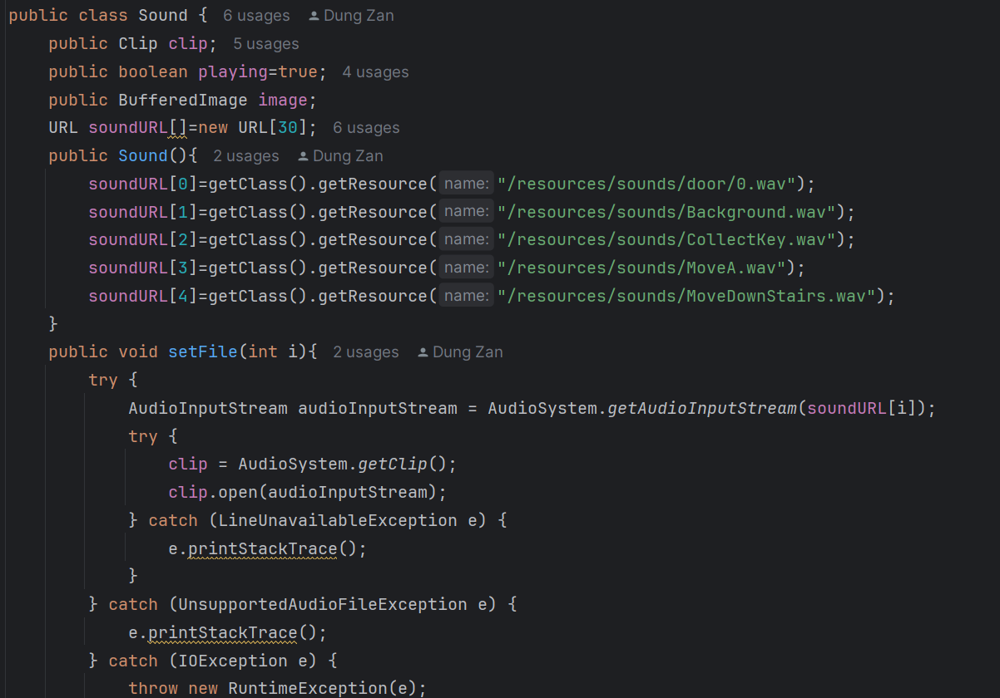 public class Sound { 6 usages Dung Zan
public Clip clip; 5 usages
public boolean playing=true; 4 usages
public BufferedImage image;
URL soundURL[]=new URL[30]; 6 usages
public Sound(){ 2 usages Dung Zan
soundURL[0]=getClass().getResource( name: "/resources/sounds/door/0.wav");
soundURL[1]=getClass().getResource( name: "/resources/sounds/Background.wav");
soundURL[2]=getClass().getResource( name: "/resources/sounds/CollectKey.wav");
soundURL[3]=getClass().getResource( name: "/resources/sounds/MoveA.wav");
soundURL[4]=getClass().getResource( name: "/resources/sounds/MoveDownStairs.wav");
}
public void setFile(int i){ 2 usages Dung Zan
try {
AudioInputStream audioInputStream = AudioSystem.getAudioInputStream(soundURL[i]);
try {
clip = AudioSystem.getClip();
clip.open(audioInputStream);
} catch (LineUnavailableException e) {
e.printStackTrace();
}
} catch (UnsupportedAudioFileException e) {
e.printStackTrace();
} catch (IOException e) {
throw new RuntimeException(e);